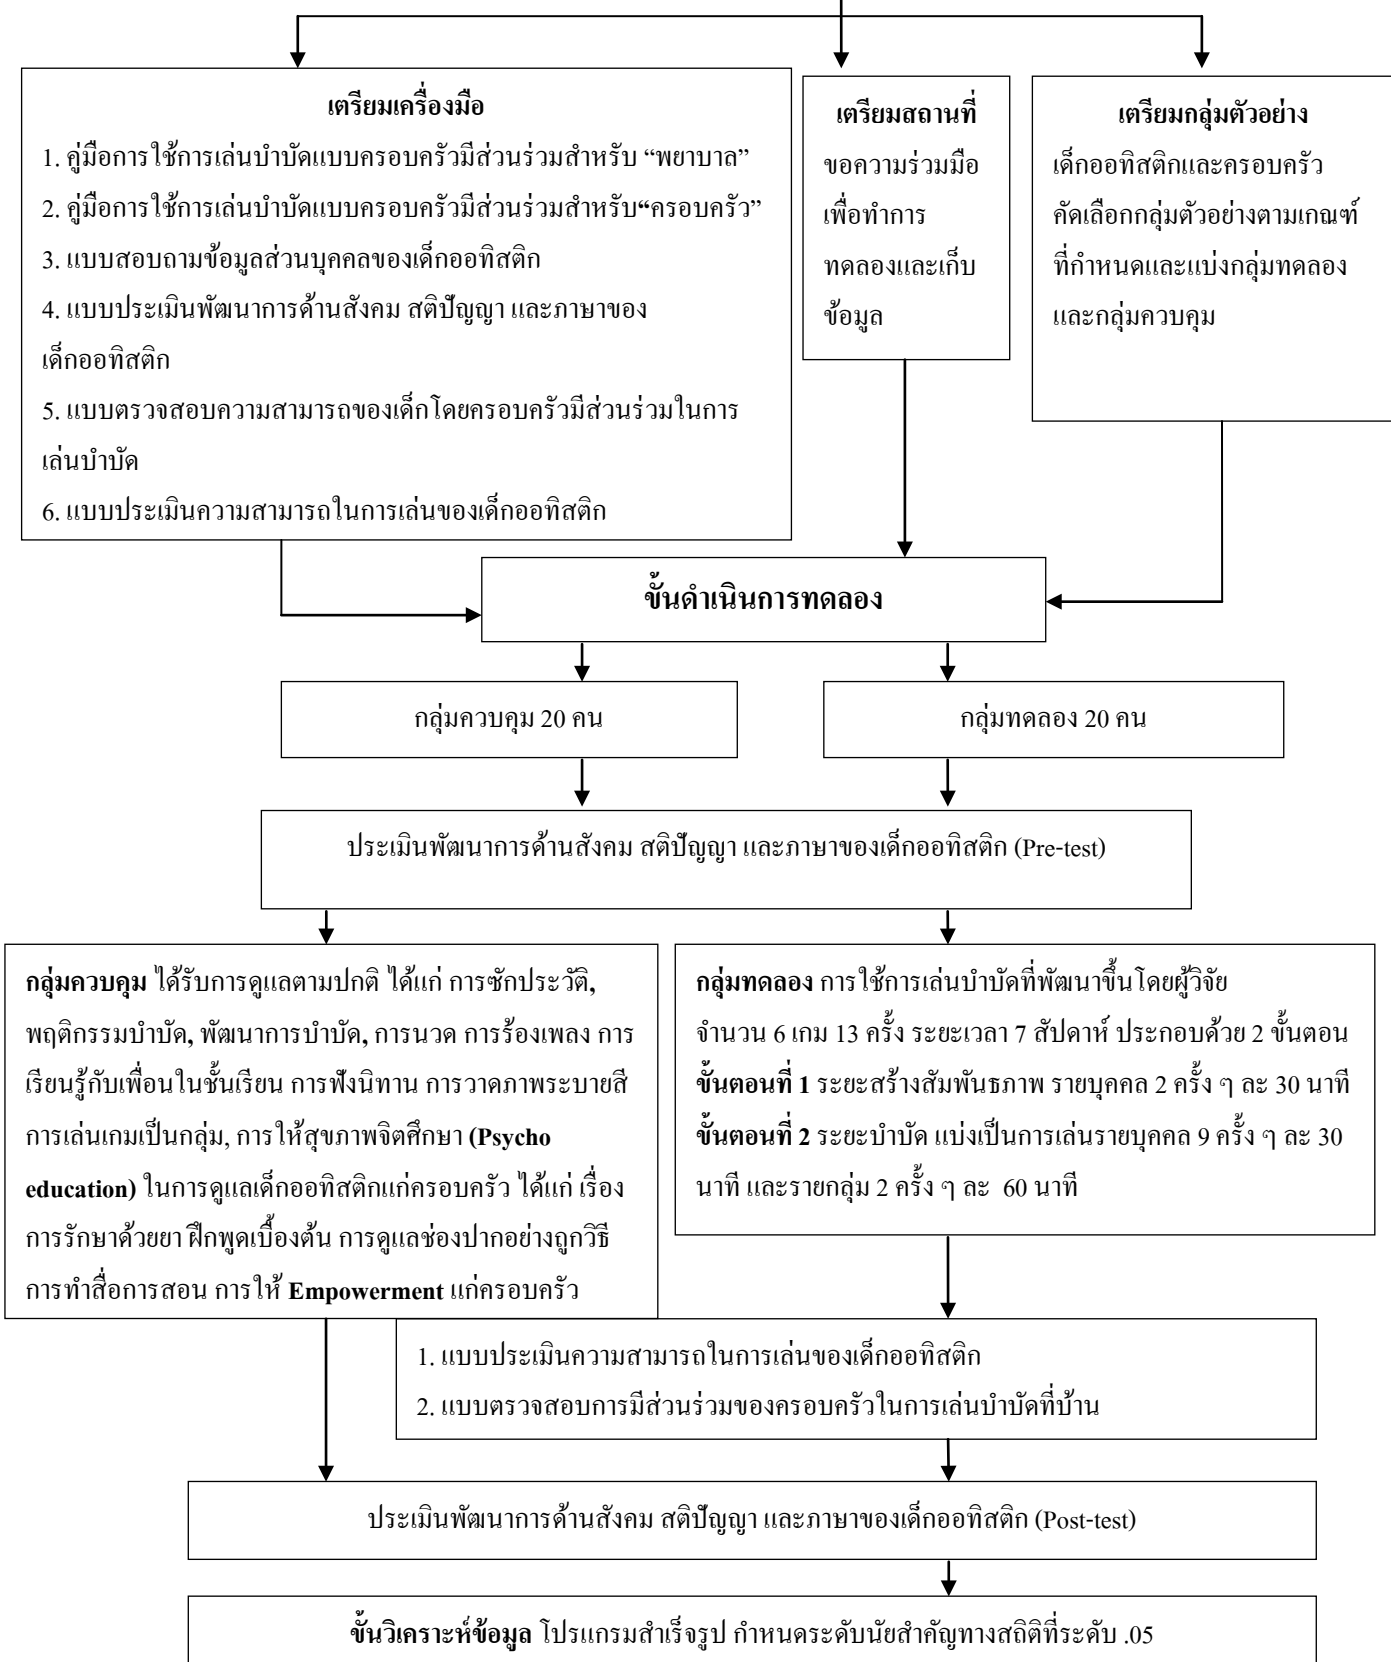 เตรียมเครื่องมือ
1. คู่มือการใช้การเล่นบำบัดแบบครอบครัวมีส่วนร่วมสำหรับ “พยาบาล”
2. คู่มือการใช้การเล่นบำบัดแบบครอบครัวมีส่วนร่วมสำหรับ“ครอบครัว”
3. แบบสอบถามข้อมูลส่วนบุคคลของเด็กออทิสติก
4. แบบประเมินพัฒนาการด้านสังคม สติปัญญา และภาษาของ
เด็กออทิสติก
5. แบบตรวจสอบความสามารถของเด็กโดยครอบครัวมีส่วนร่วมในการ
เล่นบำบัด
6. แบบประเมินความสามารถในการเล่นของเด็กออทิสติก
เตรียมสถานที่
ขอความร่วมมือ
เพื่อทำการ
ทดลองและเก็บ
ข้อมูล
เตรียมกลุ่มตัวอย่าง
เด็กออทิสติกและครอบครัว
คัดเลือกกลุ่มตัวอย่างตามเกณฑ์
ที่กำหนดและแบ่งกลุ่มทดลอง
และกลุ่มควบคุม
ขั้นดำเนินการทดลอง
กลุ่มควบคุม 20 คน
กลุ่มทดลอง 20 คน
ประเมินพัฒนาการด้านสังคม สติปัญญา และภาษาของเด็กออทิสติก (Pre-test)
กลุ่มควบคุม ได้รับการดูแลตามปกติ ได้แก่ การซักประวัติ,
พฤติกรรมบำบัด, พัฒนาการบำบัด, การนวด การร้องเพลง การ
เรียนรู้กับเพื่อนในชั้นเรียน การฟังนิทาน การวาดภาพระบายสี
การเล่นเกมเป็นกลุ่ม, การให้สุขภาพจิตศึกษา (Psycho
education) ในการดูแลเด็กออทิสติกแก่ครอบครัว ได้แก่ เรื่อง
การรักษาด้วยยา ฝึกพูดเบื้องต้น การดูแลช่องปากอย่างถูกวิธี
การทำสื่อการสอน การให้ Empowerment แก่ครอบครัว
กลุ่มทดลอง การใช้การเล่นบำบัดที่พัฒนาขึ้นโดยผู้วิจัย
จำนวน 6 เกม 13 ครั้ง ระยะเวลา 7 สัปดาห์ ประกอบด้วย 2 ขั้นตอน
ขั้นตอนที่ 1 ระยะสร้างสัมพันธภาพ รายบุคคล 2 ครั้ง ๆ ละ 30 นาที
ขั้นตอนที่ 2 ระยะบำบัด แบ่งเป็นการเล่นรายบุคคล 9 ครั้ง ๆ ละ 30
นาที และรายกลุ่ม 2 ครั้ง ๆ ละ 60 นาที
1. แบบประเมินความสามารถในการเล่นของเด็กออทิสติก
2. แบบตรวจสอบการมีส่วนร่วมของครอบครัวในการเล่นบำบัดที่บ้าน
ประเมินพัฒนาการด้านสังคม สติปัญญา และภาษาของเด็กออทิสติก (Post-test)
ขั้นวิเคราะห์ข้อมูล โปรแกรมสำเร็จรูป กำหนดระดับนัยสำคัญทางสถิติที่ระดับ .05